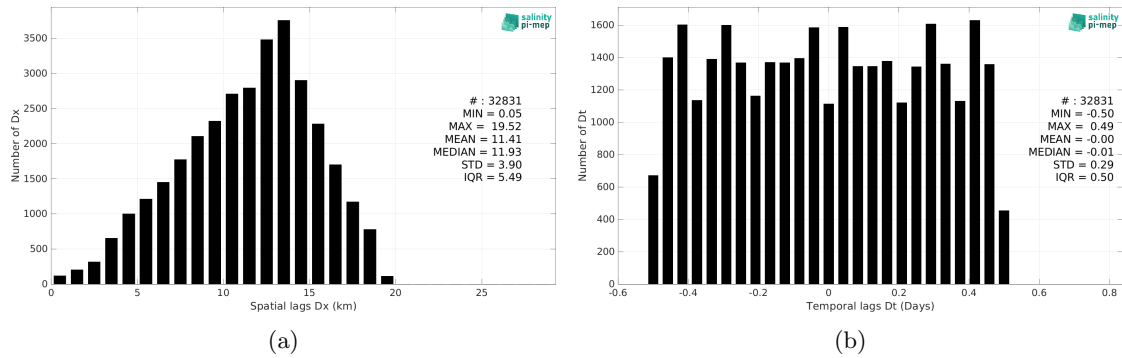 3500
3000
2500
2000
1500
1000
500
0
Number of Dx
0 5 10 15 20 25
Spatial lags Dx (km)
salinity
pi-mep
# : 32831
MIN = 0.05
MAX = 19.52
MEAN = 11.41
MEDIAN = 11.93
STD = 3.90
IQR = 5.49
(a)
1600
1400
1200
1000
800
600
400
200
0
Number of Dt
-0.6 -0.4 -0.2 0 0.2 0.4 0.6 0.8
Temporal lags Dt (Days)
salinity
pi-mep
# : 32831
MIN = -0.50
MAX = 0.49
MEAN = -0.00
MEDIAN = -0.01
STD = 0.29
IQR = 0.50
(b)